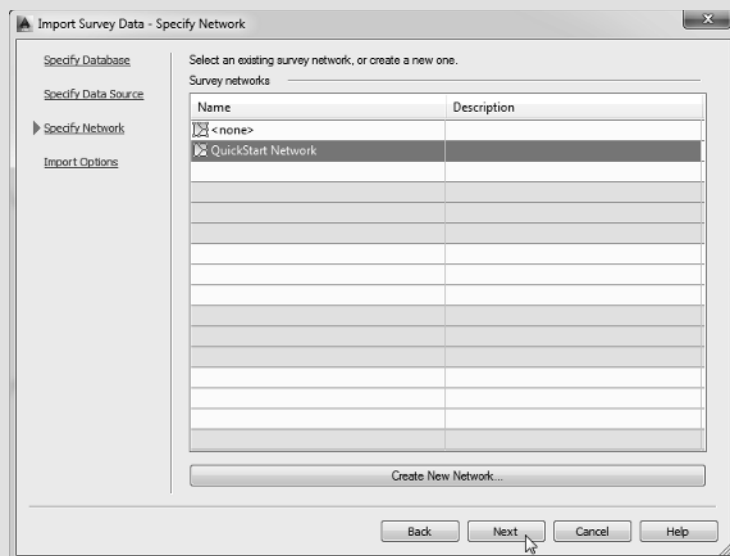 Import Survey Data - Specify Network
X
Specify Database
Specify Data Source
Specify Network
Import Options
Select an existing survey network, or create a new one.
Survey networks
Name Description
<none>
QuickStart Network
Create New Network...
Back Next Cancel Help